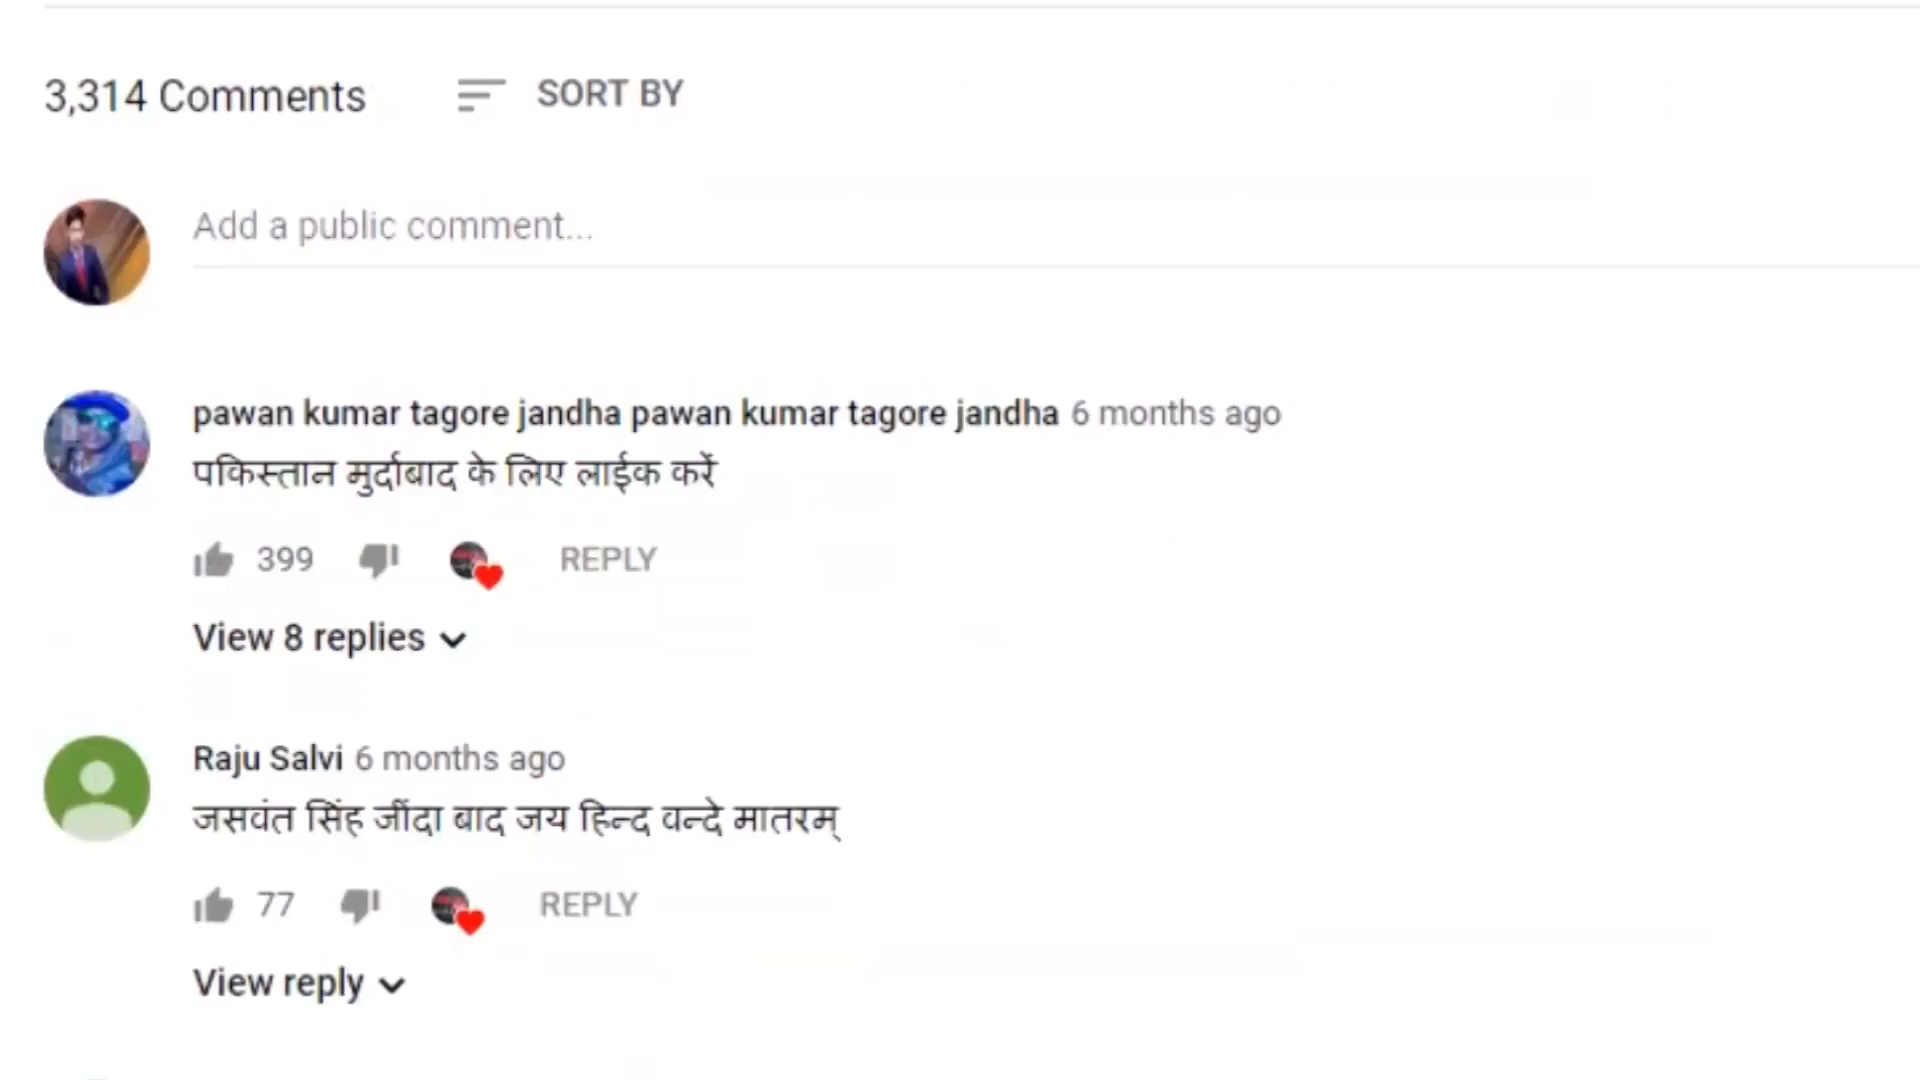 3,314 Comments SORT BY
Add a public comment...
pawan kumar tagore jandha pawan kumar tagore jandha 6 months ago
पकिस्तान मुर्दाबाद के लिए लाईक करें
399 REPLY
View 8 replies
Raju Salvi 6 months ago
जसवंत सिंह जींदा बाद जय हिन्द वन्दे मातरम्
77 REPLY
View reply